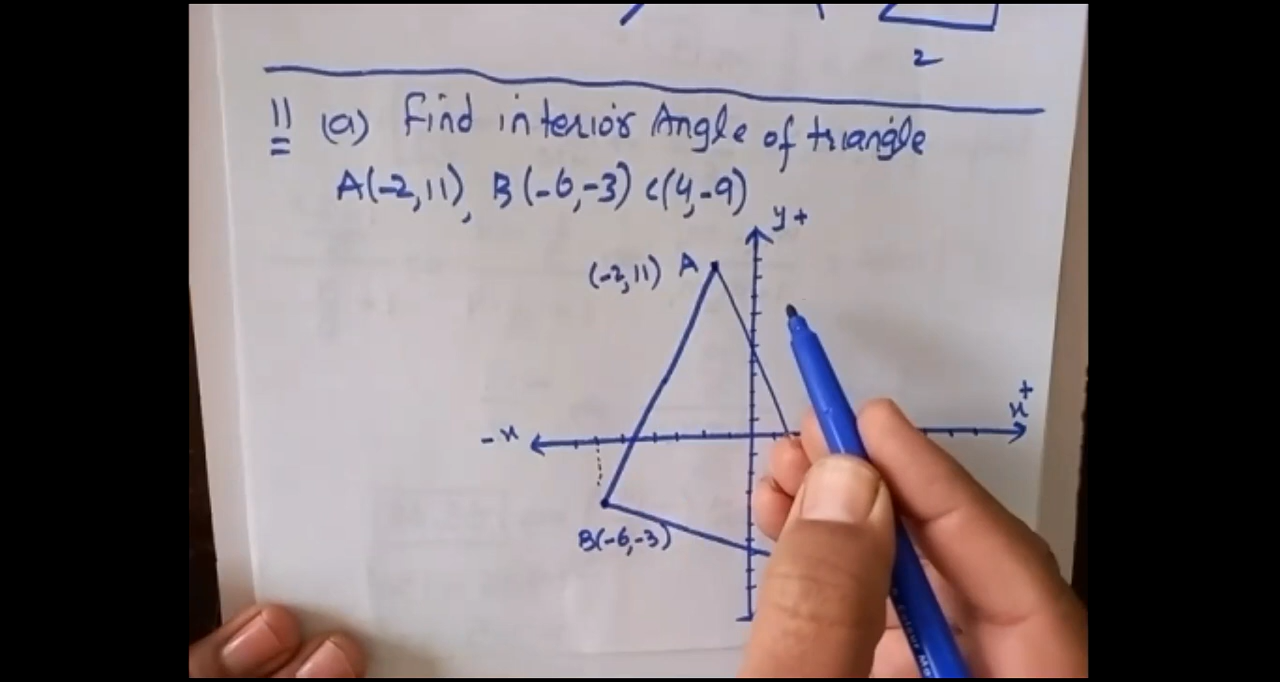 2
11 (a) Find interior Angle of triangle
A(-2,11), B(-6,-3) C(4,-9)
y+
(-2,11) A
x+
-x
B(-6,-3)